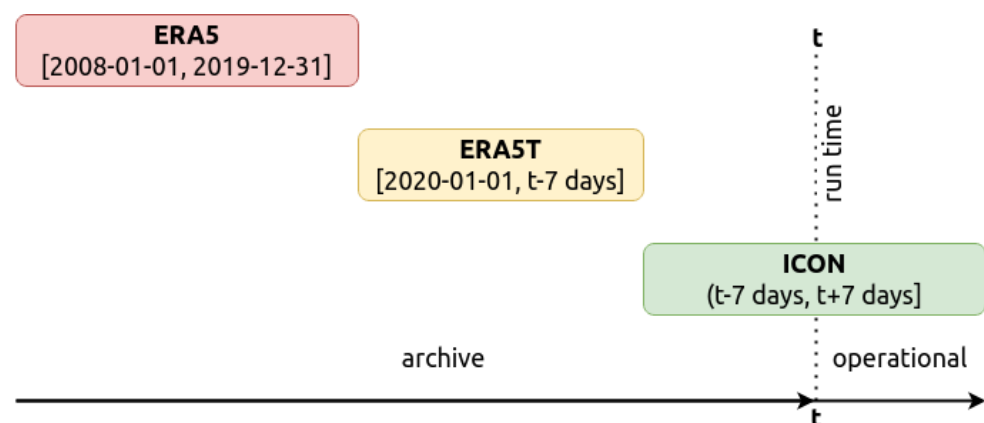 ERA5
[2008-01-01, 2019-12-31]
t
run time
ERA5T
[2020-01-01, t-7 days]
ICON
(t-7 days, t+7 days]
archive
operational
t